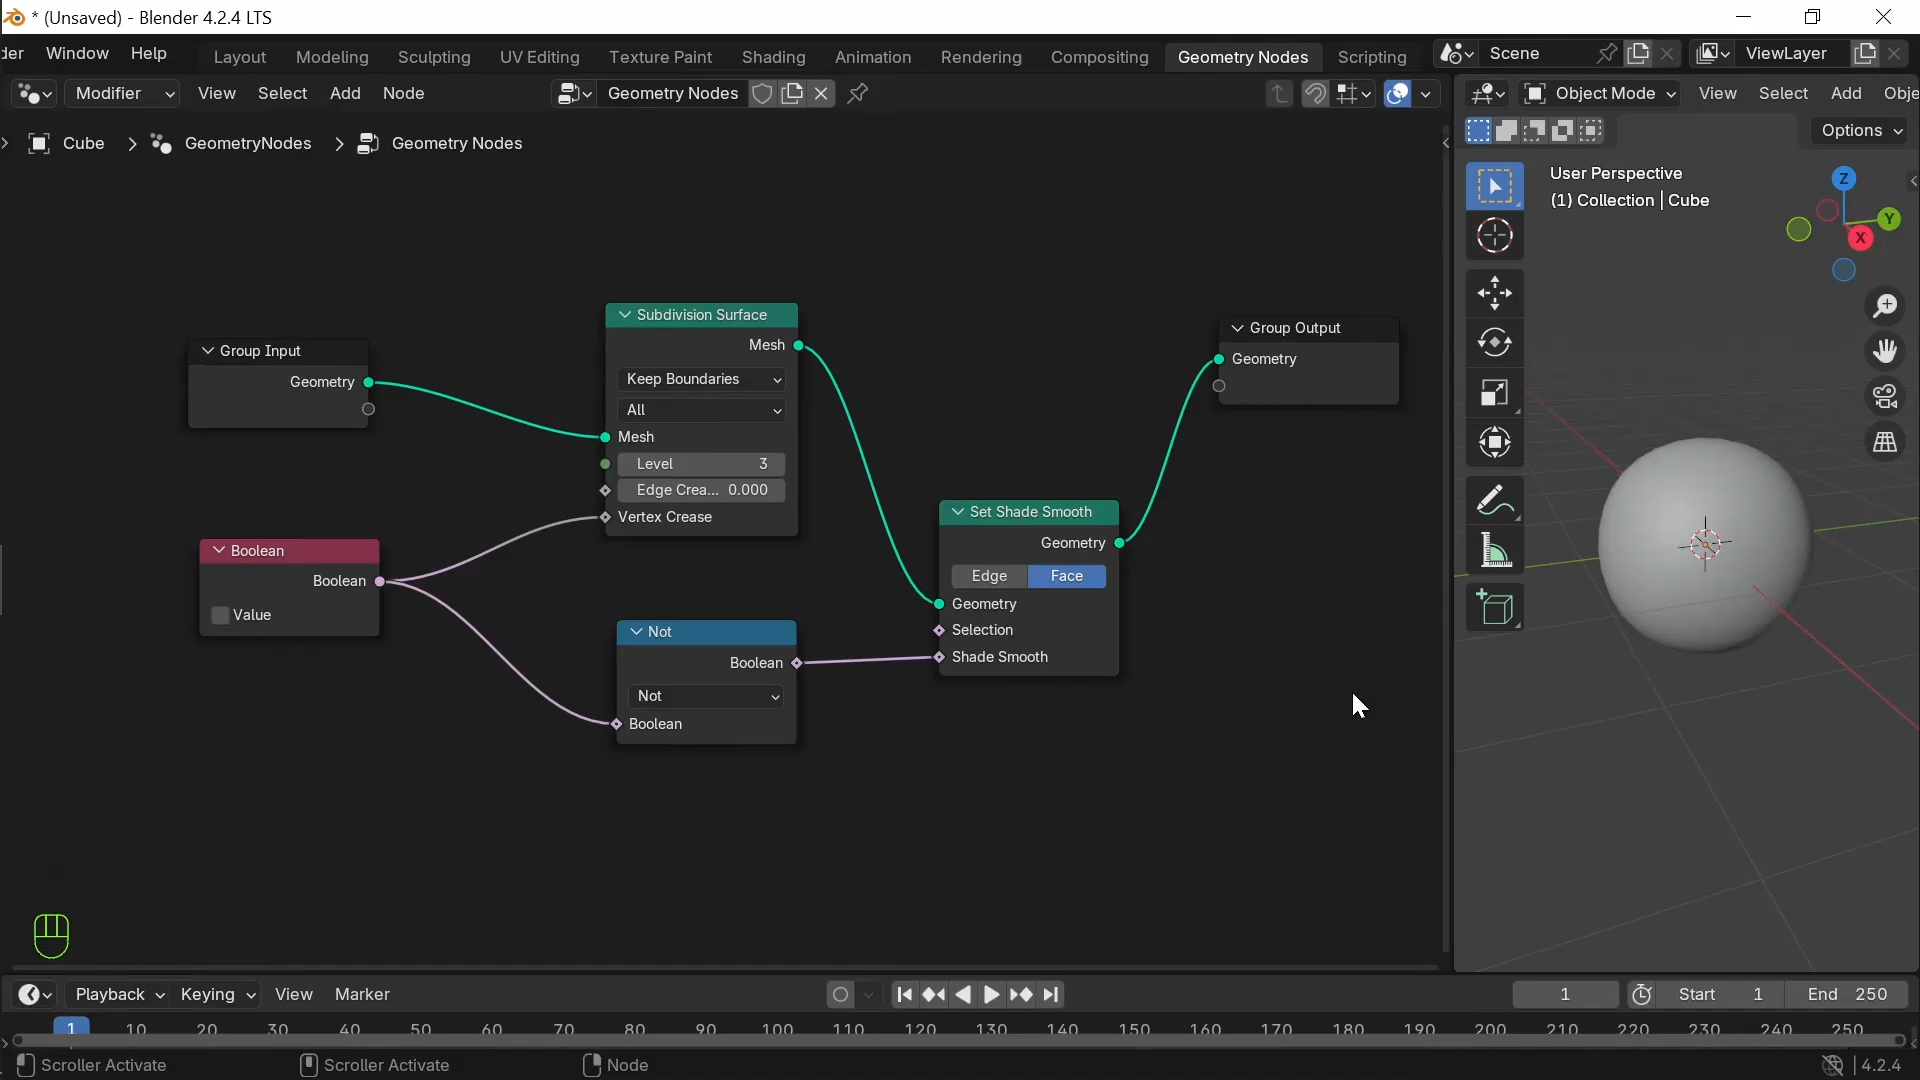 * (Unsaved) - Blender 4.2.4 LTS
der Window Help Layout Modeling Sculpting UV Editing Texture Paint Shading Animation Rendering Compositing Geometry Nodes Scripting Scene ViewLayer
Modifier View Select Add Node Geometry Nodes Object Mode View Select Add Obje
Cube > GeometryNodes > Geometry Nodes
Options
User Perspective
(1) Collection | Cube
Z
Y
X
Group Input
Geometry
Subdivision Surface
Mesh
Keep Boundaries
All
Mesh
Level 3
Edge Crea... 0.000
Vertex Crease
Boolean
Boolean
Value
Not
Boolean
Not
Boolean
Set Shade Smooth
Geometry
Edge Face
Geometry
Selection
Shade Smooth
Group Output
Geometry
Playback Keying View Marker 1 Start 1 End 250
1 10 20 30 40 50 60 70 80 90 100 110 120 130 140 150 160 170 180 190 200 210 220 230 240 250
Scroller Activate Scroller Activate Node 4.2.4